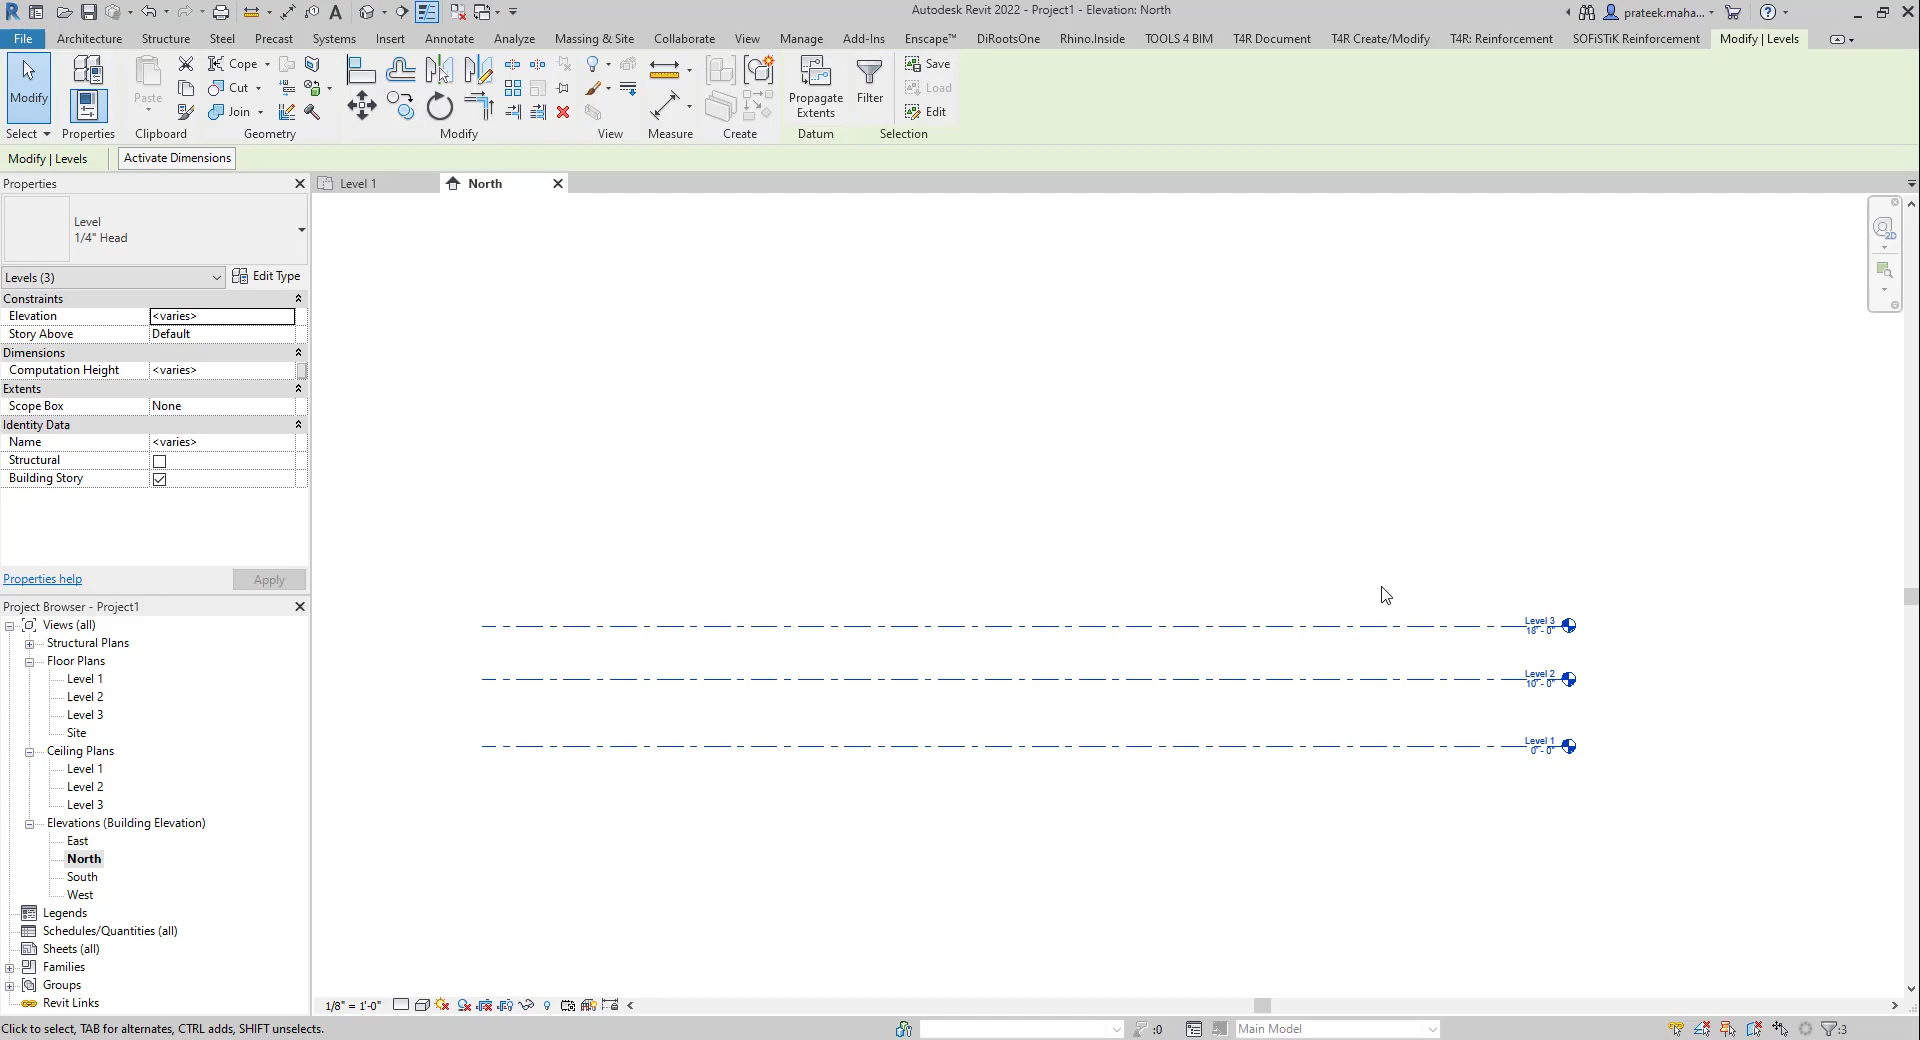 Autodesk Revit 2022 - Project1 - Elevation: North
prateek.maha...
File Architecture Structure Steel Precast Systems Insert Annotate Analyze Massing & Site Collaborate View Manage Add-Ins Enscape™ DiRootsOne Rhino.Inside TOOLS 4 BIM T4R Document T4R Create/Modify T4R: Reinforcement SOFiSTiK Reinforcement Modify | Levels
Cope
Save
Cut
Load
Modify
Paste
Propagate Extents
Filter
Join
Edit
Select Properties Clipboard Geometry Modify View Measure Create Datum Selection
Modify | Levels Activate Dimensions
Properties
Level 1 North
Level
1/4" Head
Levels (3) Edit Type
Constraints
Elevation <varies>
Story Above Default
Dimensions
Computation Height <varies>
Extents
Scope Box None
Identity Data
Name <varies>
Structural
Building Story
Properties help Apply
Project Browser - Project1
Views (all)
Structural Plans
Floor Plans
Level 1
Level 2
Level 3
Site
Ceiling Plans
Level 1
Level 2
Level 3
Elevations (Building Elevation)
East
North
South
West
Legends
Schedules/Quantities (all)
Sheets (all)
Families
Groups
Revit Links
Level 3
18' - 0"
Level 2
10' - 0"
Level 1
0' - 0"
1/8" = 1'-0"
Click to select, TAB for alternates, CTRL adds, SHIFT unselects.
:0
Main Model
:3
2D